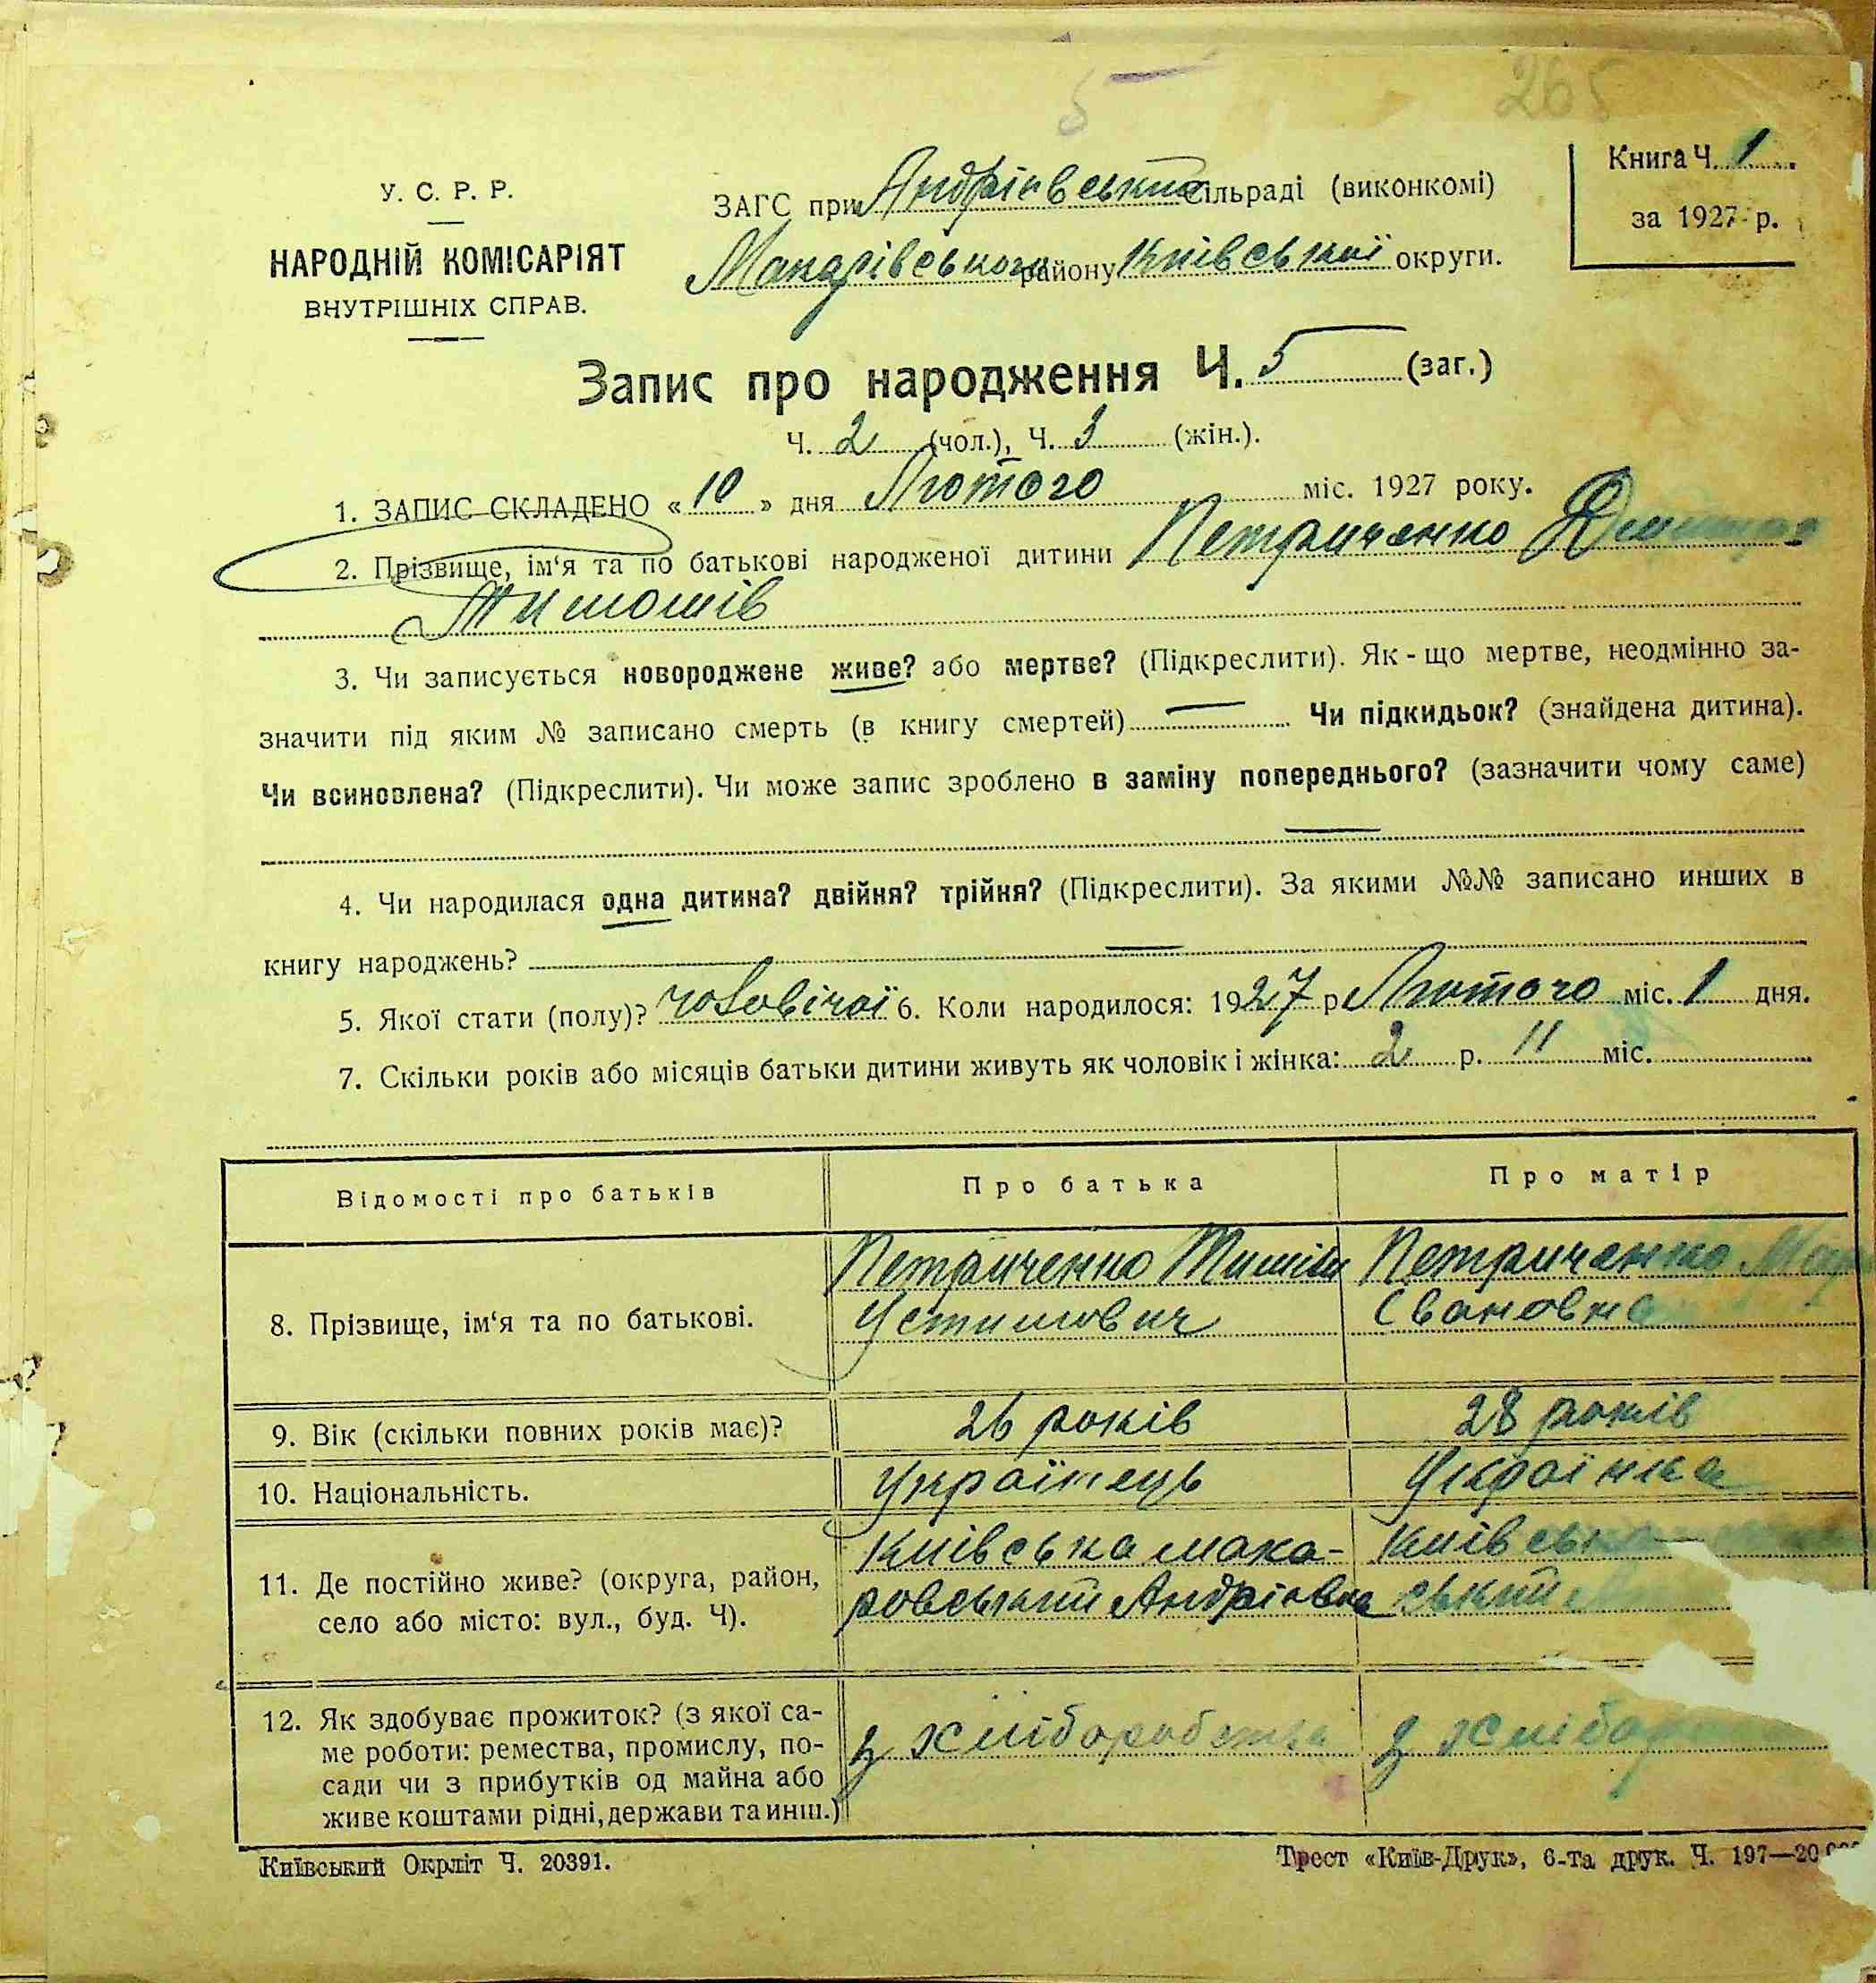 5
265
У. С. Р. Р.
НАРОДНІЙ КОМІСАРІЯТ
ВНУТРІШНІХ СПРАВ.
ЗАГС при Андріївський сільраді (виконкомі)
Макарівського району Київської округи.
Книга Ч. 1
за 1927 р.
Запис про народження Ч. 5 (заг.)
Ч. 2 (чол.), Ч. 3 (жін.).
1. ЗАПИС СКЛАДЕНО « 10 » дня Лютого міс. 1927 року.
2. Прізвище, ім‘я та по батькові народженої дитини Петриченко
Тимошів
3. Чи записується новороджене живе? або мертве? (Підкреслити). Як-що мертве, неодмінно за-
значити під яким № записано смерть (в книгу смертей) — Чи підкидьок? (знайдена дитина).
Чи всиновлена? (Підкреслити). Чи може запис зроблено в заміну попереднього? (зазначити чому саме)
—
4. Чи народилася одна дитина? двійня? трійня? (Підкреслити). За якими №№ записано инших в
книгу народжень? —
5. Якої стати (полу)? чоловічої 6. Коли народилося: 1927 р Лютого міс. 1 дня.
7. Скільки років або місяців батьки дитини живуть як чоловік і жінка: 2 р. 11 міс.
Відомості про батьків Про батька Про матір
8. Прізвище, ім‘я та по батькові.
Петриченко Тиміш
Устимович
Петриченко
Івановна
9. Вік (скільки повних років має)? 26 років 28 років
10. Національність. Українець Українка
11. Де постійно живе? (округа, район,
село або місто: вул., буд. Ч).
Київська мака-
ровський Андріовка
Київська
ський
12. Як здобуває прожиток? (з якої са-
ме роботи: ремества, промислу, по-
сади чи з прибутків од майна або
живе коштами рідні, держави та инш.)
з хліборобства
з
Київський Окрліт Ч. 20391.
Трест «Київ-Друк», 6-та друк. Ч. 197—20